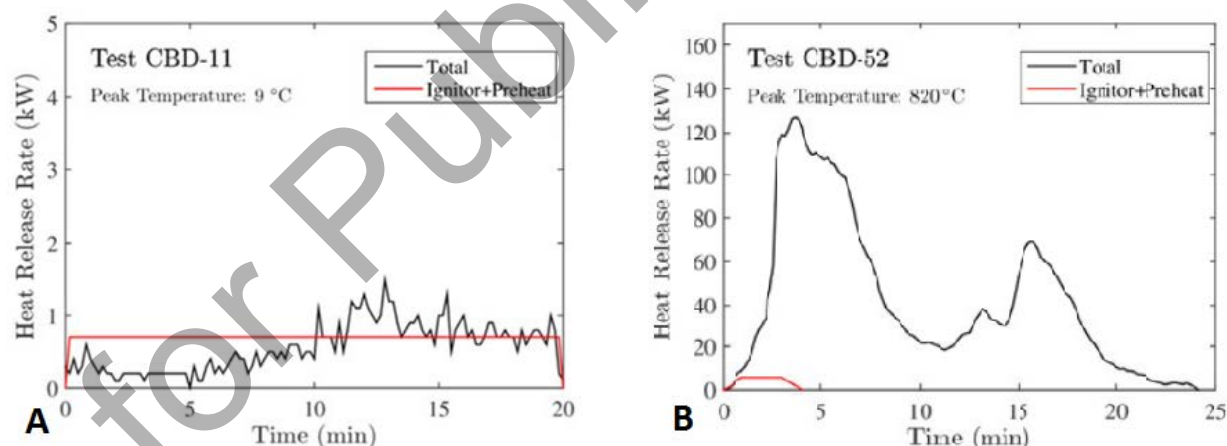 5
4
3
2
1
0
Heat Release Rate (kW)
Test CBD-11
Peak Temperature: 9 °C
Total
Ignitor+Preheat
0 5 10 15 20
Time (min)
A
160
140
120
100
80
60
40
20
0
Heat Release Rate (kW)
Test CBD-52
Peak Temperature: 820°C
Total
Ignitor+Preheat
0 5 10 15 20 25
Time (min)
B
for